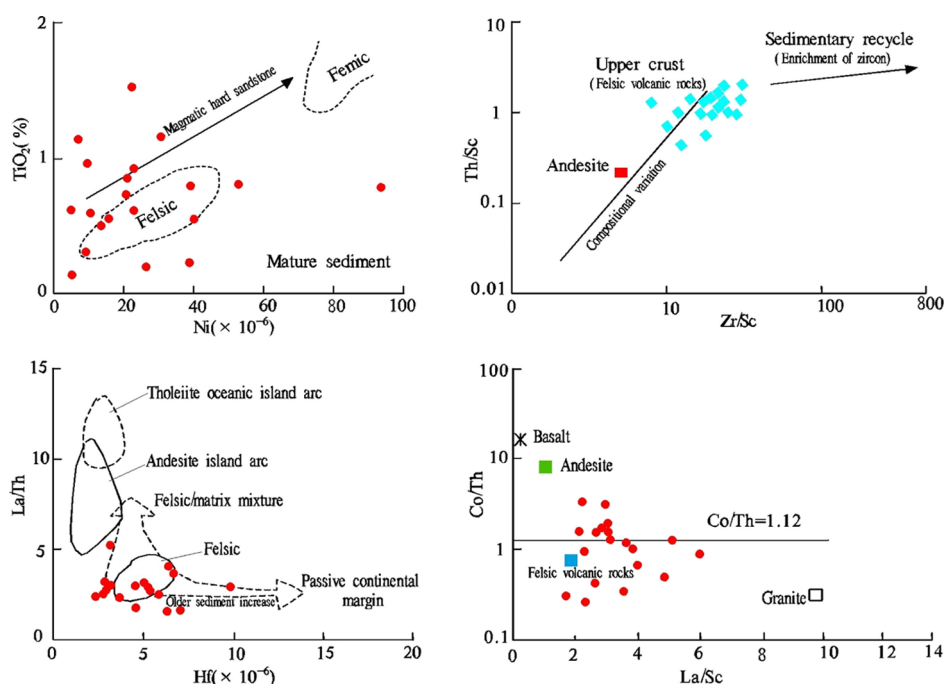 2
1
0
TiO₂(%)
Magmatic hard sandstone
Femic
Felsic
Mature sediment
0
20
40
60
80
100
Ni(× 10⁻⁶)
100
10
1
0.1
0.01
Th/Sc
Upper crust
(Felsic volcanic rocks)
Sedimentary recycle
(Enrichment of zircon)
Andesite
Compositional variation
0
10
100
800
Zr/Sc
15
10
5
0
La/Th
Tholeiite oceanic island arc
Andesite island arc
Felsic/matrix mixture
Felsic
Passive continental
margin
Older sediment increase
0
5
10
15
20
Hf(× 10⁻⁶)
100
10
1
0.1
Co/Th
Basalt
Andesite
Co/Th=1.12
Felsic volcanic rocks
Granite
0
2
4
6
8
10
12
14
La/Sc